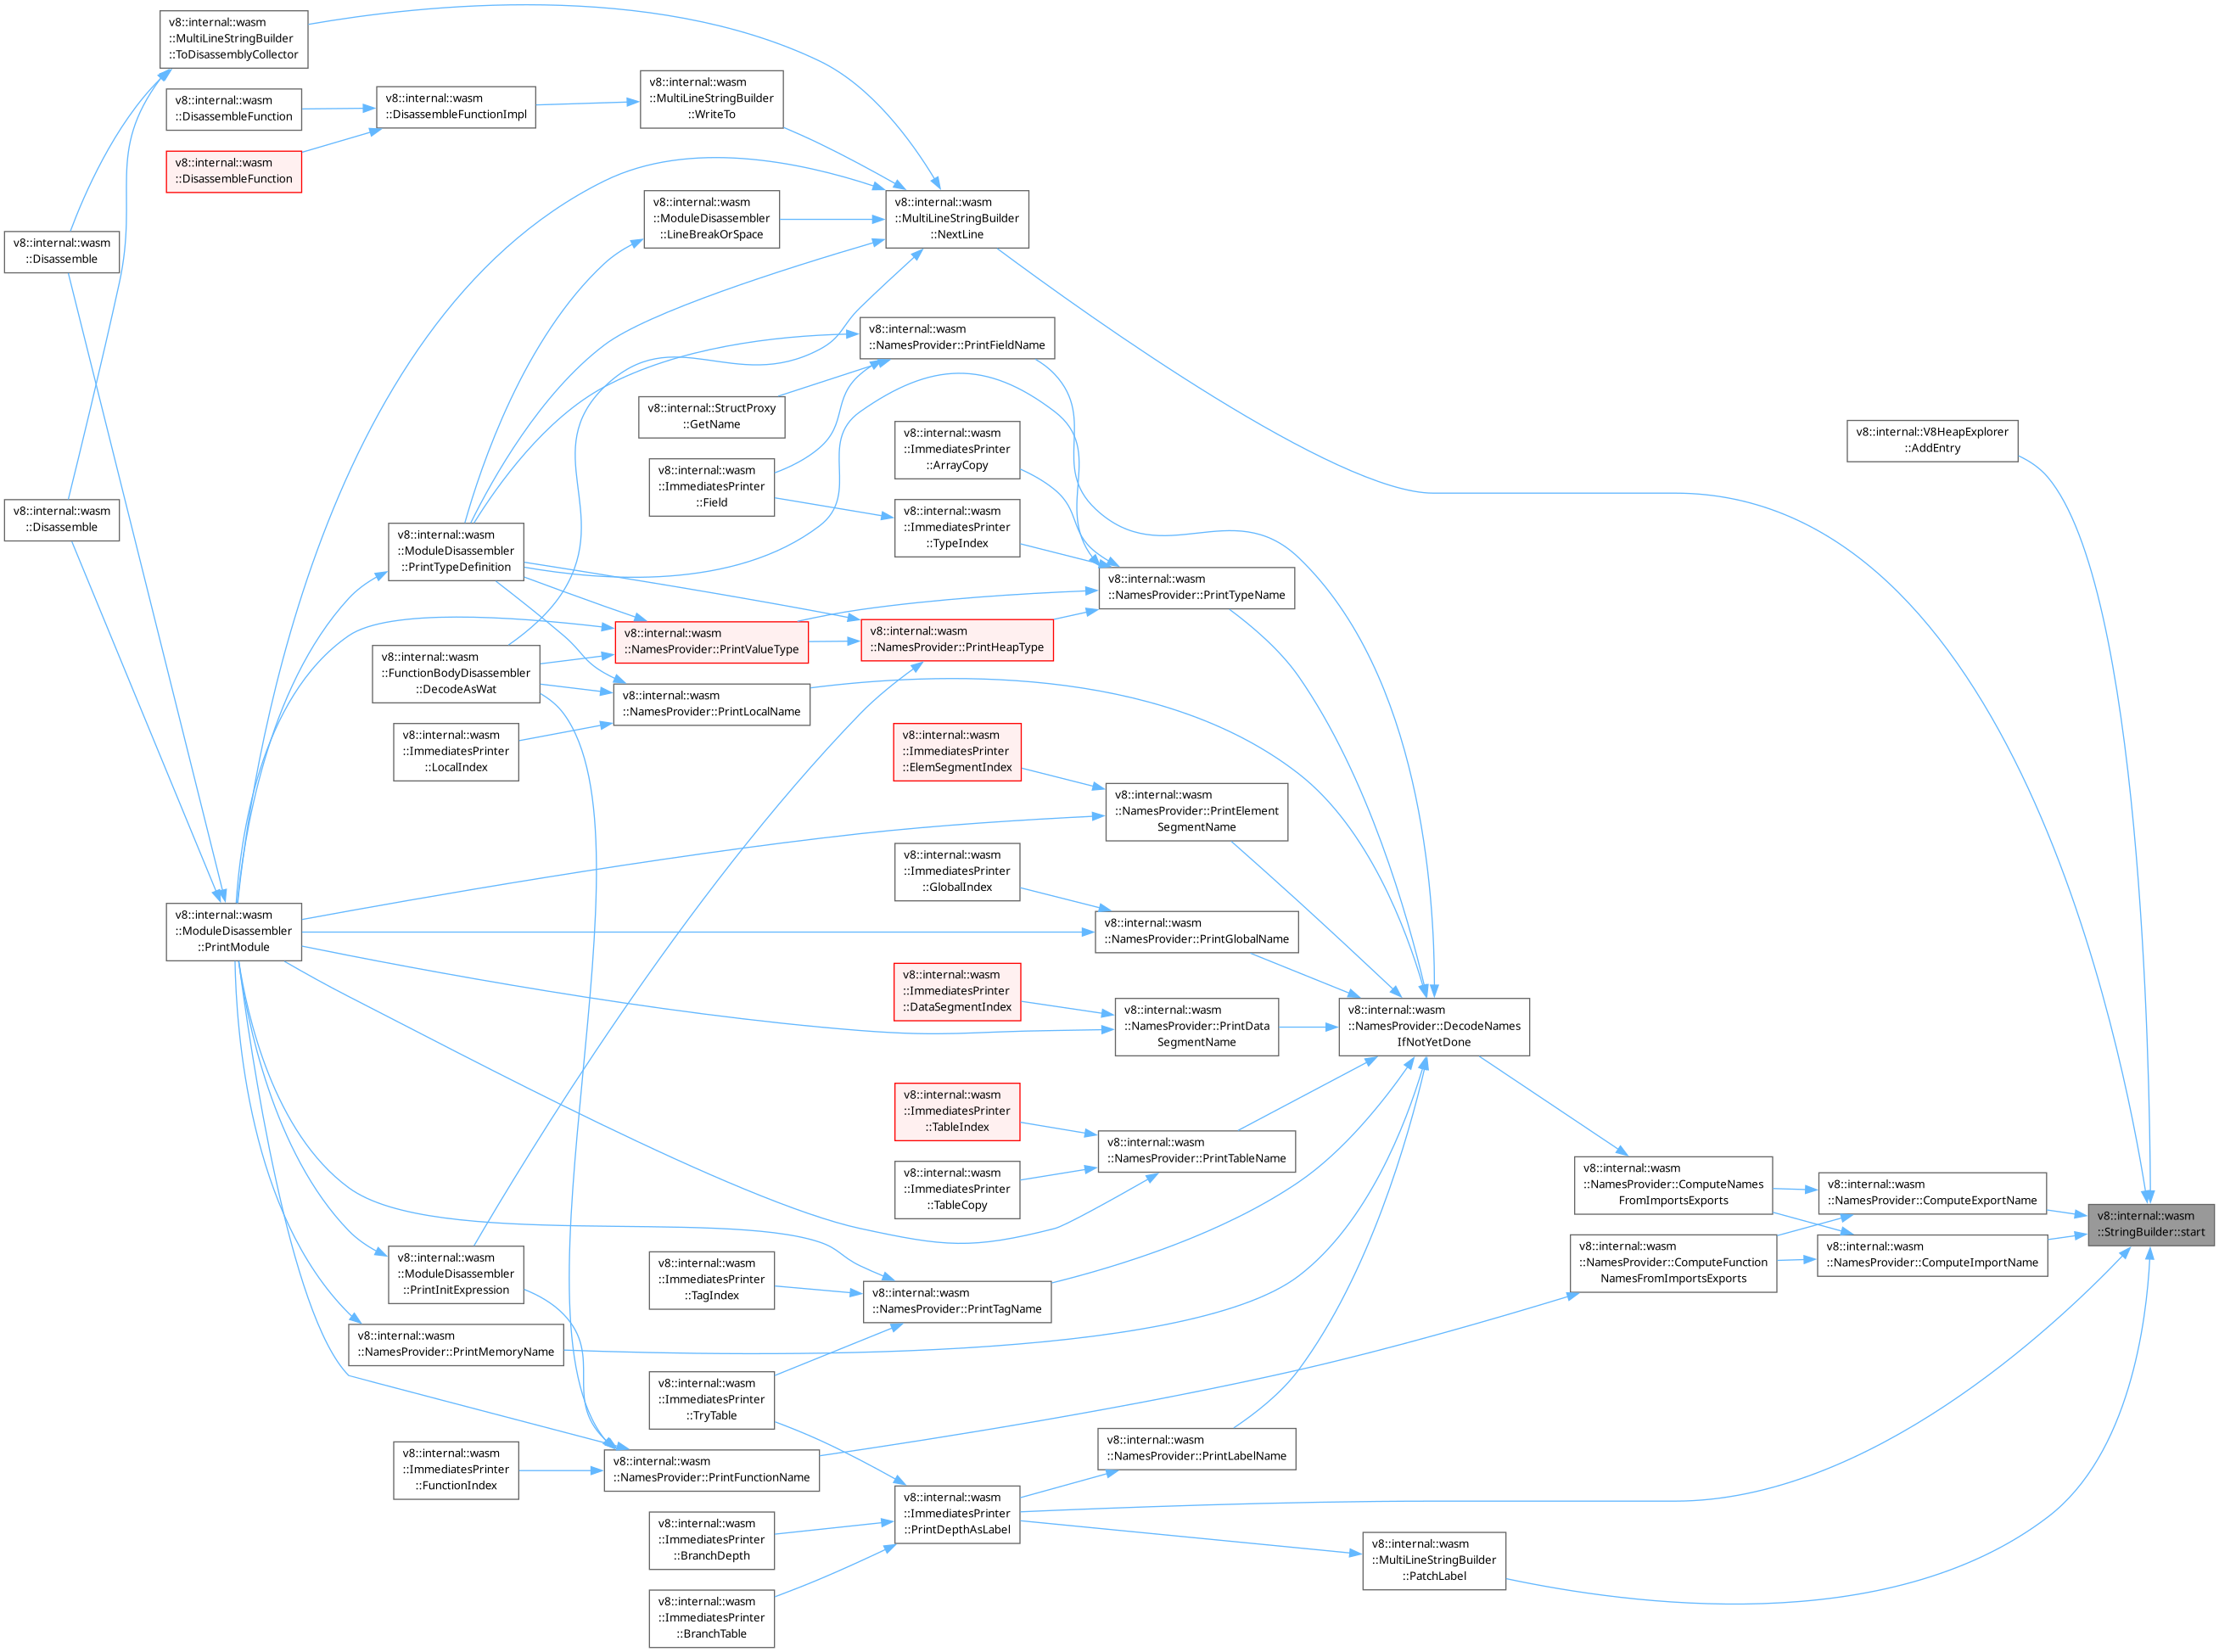 v8::internal::wasm
::MultiLineStringBuilder
::ToDisassemblyCollector
v8::internal::wasm
::DisassembleFunction
v8::internal::wasm
::DisassembleFunctionImpl
v8::internal::wasm
::MultiLineStringBuilder
::WriteTo
v8::internal::wasm
::DisassembleFunction
v8::internal::wasm
::Disassemble
v8::internal::wasm
::ModuleDisassembler
::LineBreakOrSpace
v8::internal::wasm
::MultiLineStringBuilder
::NextLine
v8::internal::wasm
::NamesProvider::PrintFieldName
v8::internal::StructProxy
::GetName
v8::internal::wasm
::ImmediatesPrinter
::ArrayCopy
v8::internal::V8HeapExplorer
::AddEntry
v8::internal::wasm
::ImmediatesPrinter
::Field
v8::internal::wasm
::ImmediatesPrinter
::TypeIndex
v8::internal::wasm
::Disassemble
v8::internal::wasm
::ModuleDisassembler
::PrintTypeDefinition
v8::internal::wasm
::NamesProvider::PrintTypeName
v8::internal::wasm
::NamesProvider::PrintValueType
v8::internal::wasm
::NamesProvider::PrintHeapType
v8::internal::wasm
::FunctionBodyDisassembler
::DecodeAsWat
v8::internal::wasm
::NamesProvider::PrintLocalName
v8::internal::wasm
::ImmediatesPrinter
::LocalIndex
v8::internal::wasm
::ImmediatesPrinter
::ElemSegmentIndex
v8::internal::wasm
::NamesProvider::PrintElement
SegmentName
v8::internal::wasm
::ImmediatesPrinter
::GlobalIndex
v8::internal::wasm
::ModuleDisassembler
::PrintModule
v8::internal::wasm
::NamesProvider::PrintGlobalName
v8::internal::wasm
::ImmediatesPrinter
::DataSegmentIndex
v8::internal::wasm
::NamesProvider::PrintData
SegmentName
v8::internal::wasm
::NamesProvider::DecodeNames
IfNotYetDone
v8::internal::wasm
::ImmediatesPrinter
::TableIndex
v8::internal::wasm
::NamesProvider::PrintTableName
v8::internal::wasm
::ImmediatesPrinter
::TableCopy
v8::internal::wasm
::NamesProvider::ComputeNames
FromImportsExports
v8::internal::wasm
::NamesProvider::ComputeExportName
v8::internal::wasm
::StringBuilder::start
v8::internal::wasm
::NamesProvider::ComputeFunction
NamesFromImportsExports
v8::internal::wasm
::NamesProvider::ComputeImportName
v8::internal::wasm
::ModuleDisassembler
::PrintInitExpression
v8::internal::wasm
::ImmediatesPrinter
::TagIndex
v8::internal::wasm
::NamesProvider::PrintTagName
v8::internal::wasm
::NamesProvider::PrintMemoryName
v8::internal::wasm
::ImmediatesPrinter
::TryTable
v8::internal::wasm
::ImmediatesPrinter
::FunctionIndex
v8::internal::wasm
::NamesProvider::PrintFunctionName
v8::internal::wasm
::NamesProvider::PrintLabelName
v8::internal::wasm
::ImmediatesPrinter
::PrintDepthAsLabel
v8::internal::wasm
::ImmediatesPrinter
::BranchDepth
v8::internal::wasm
::MultiLineStringBuilder
::PatchLabel
v8::internal::wasm
::ImmediatesPrinter
::BranchTable